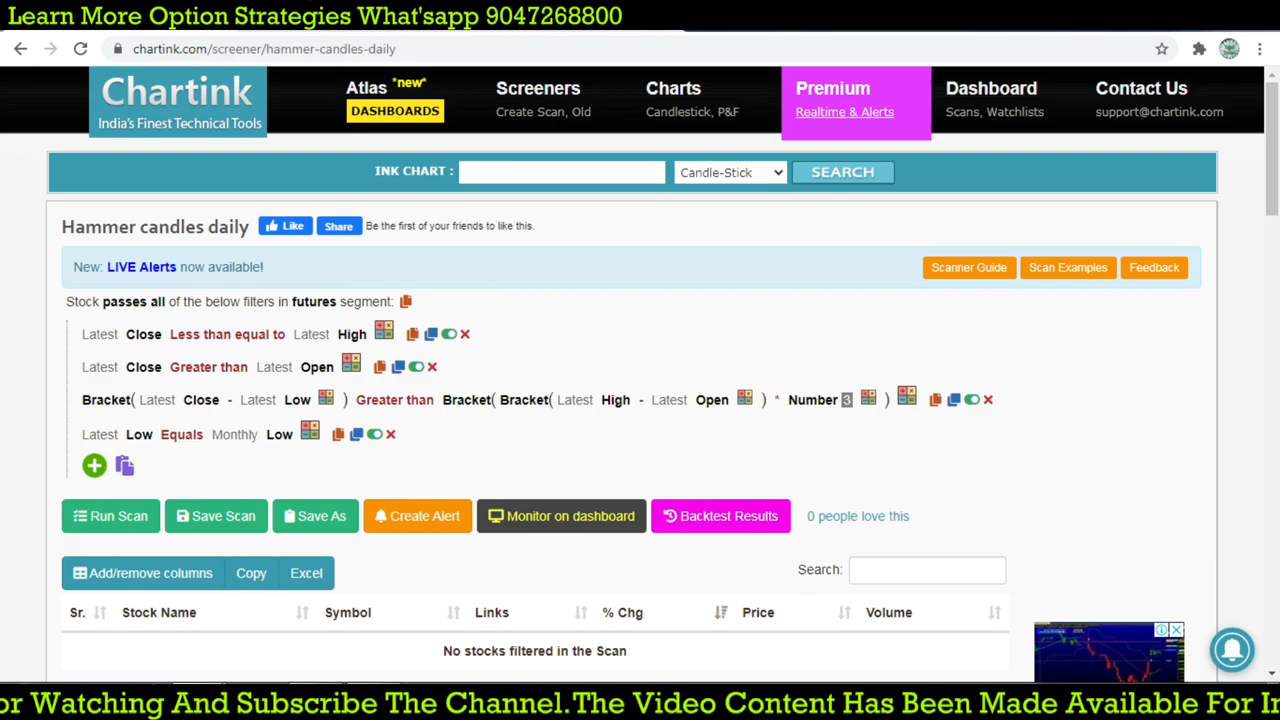 Learn More Option Strategies What'sapp 9047268800
chartink.com/screener/hammer-candles-daily
Chartink
India's Finest Technical Tools
Atlas *new*
DASHBOARDS
Screeners
Create Scan, Old
Charts
Candlestick, P&F
Premium
Realtime & Alerts
Dashboard
Scans, Watchlists
Contact Us
support@chartink.com
INK CHART :
Candle-Stick
SEARCH
Hammer candles daily
Like
Share
Be the first of your friends to like this.
New: LIVE Alerts now available!
Scanner Guide
Scan Examples
Feedback
Stock passes all of the below filters in futures segment:
Latest Close Less than equal to Latest High
Latest Close Greater than Latest Open
Bracket( Latest Close - Latest Low ) Greater than Bracket( Bracket( Latest High - Latest Open ) * Number 3 )
Latest Low Equals Monthly Low
Run Scan
Save Scan
Save As
Create Alert
Monitor on dashboard
Backtest Results
0 people love this
Add/remove columns
Copy
Excel
Search:
Sr. Stock Name Symbol Links % Chg Price Volume
No stocks filtered in the Scan
or Watching And Subscribe The Channel.The Video Content Has Been Made Available For In